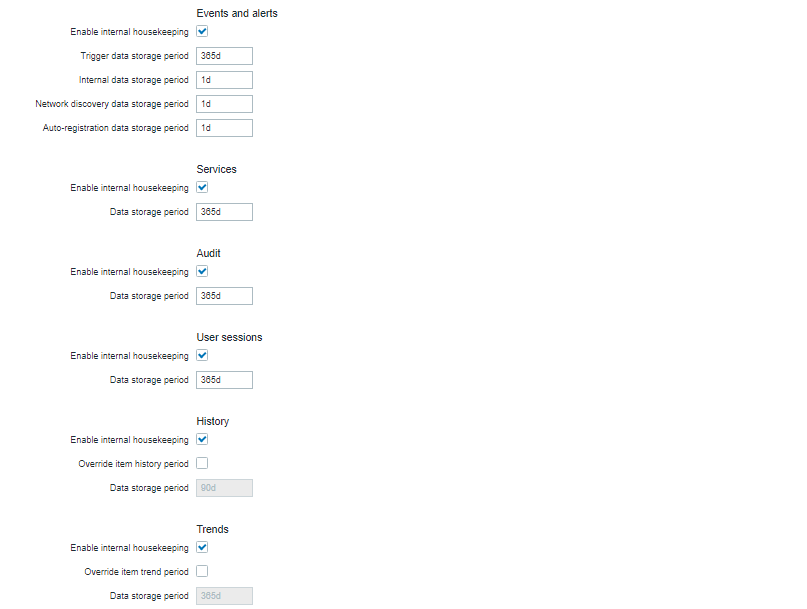 Events and alerts
Enable internal housekeeping
Trigger data storage period 365d
Internal data storage period 1d
Network discovery data storage period 1d
Auto-registration data storage period 1d
Services
Enable internal housekeeping
Data storage period 365d
Audit
Enable internal housekeeping
Data storage period 365d
User sessions
Enable internal housekeeping
Data storage period 365d
History
Enable internal housekeeping
Override item history period
Data storage period 90d
Trends
Enable internal housekeeping
Override item trend period
Data storage period 365d